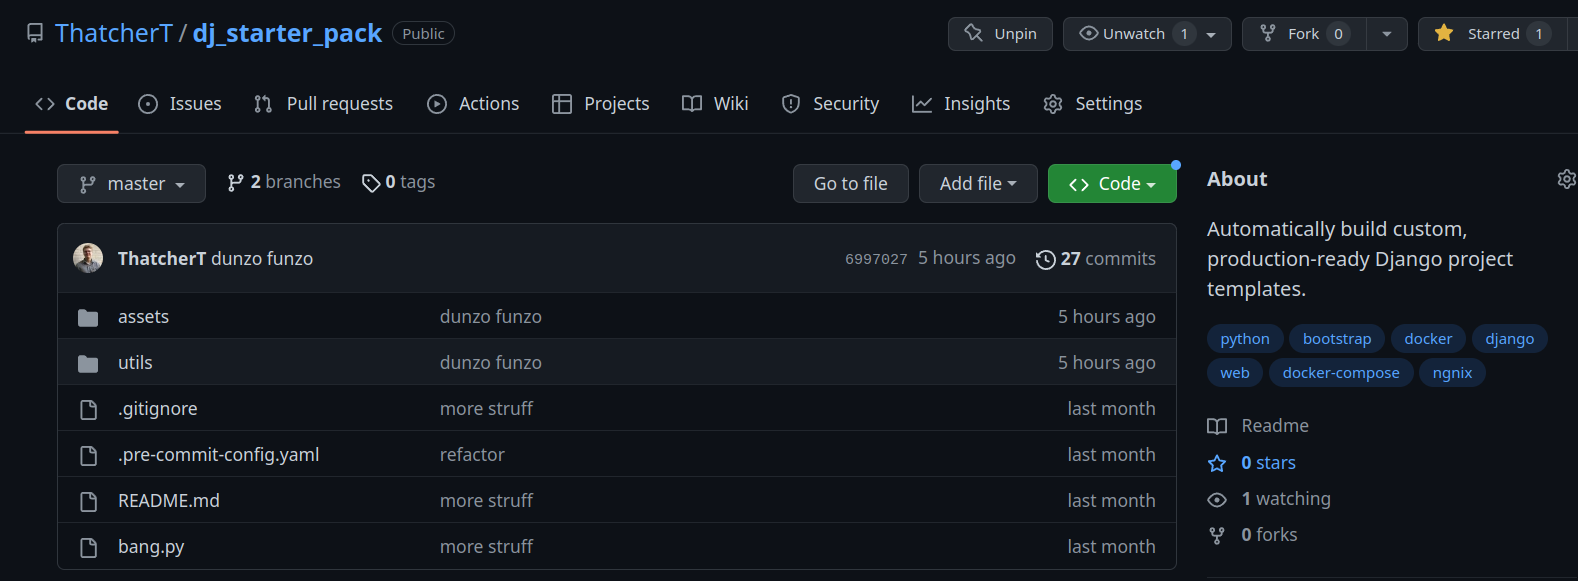 ThatcherT / dj_starter_pack Public Unpin Unwatch 1 Fork 0 Starred 1
Code Issues Pull requests Actions Projects Wiki Security Insights Settings
master 2 branches 0 tags Go to file Add file Code
ThatcherT dunzo funzo 6997027 5 hours ago 27 commits
assets dunzo funzo 5 hours ago
utils dunzo funzo 5 hours ago
.gitignore more stuff last month
.pre-commit-config.yaml refactor last month
README.md more stuff last month
bang.py more stuff last month
About
Automatically build custom,
production-ready Django project
templates.
python bootstrap docker django
web docker-compose ngnix
Readme
0 stars
1 watching
0 forks